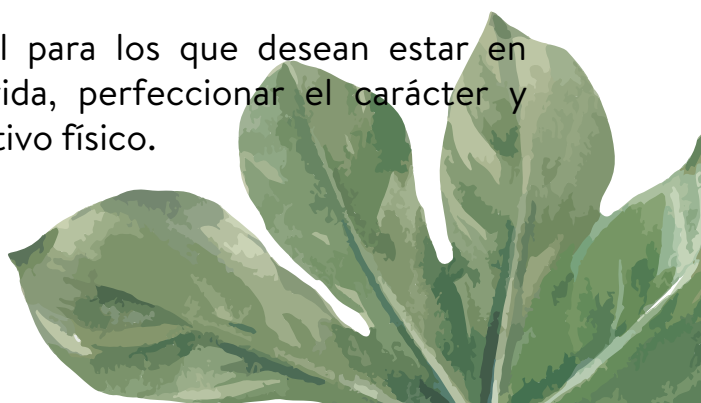 l para los que desean estar en
ida, perfeccionar el carácter y
tivo físico.